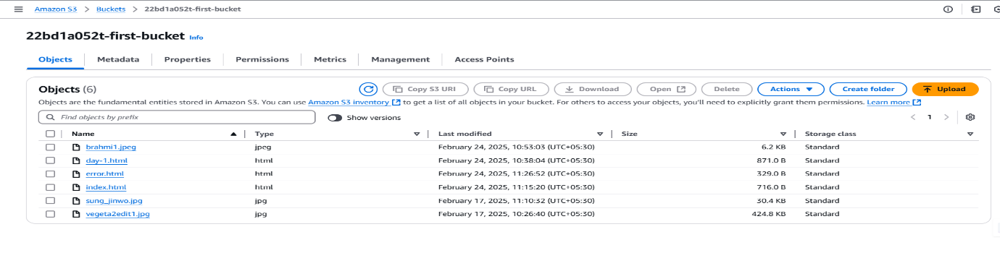 Amazon S3 > Buckets > 22bd1a052t-first-bucket
22bd1a052t-first-bucket Info
Objects Metadata Properties Permissions Metrics Management Access Points
Objects (6) Copy S3 URI Copy URL Download Open Delete Actions Create folder Upload
Objects are the fundamental entities stored in Amazon S3. You can use Amazon S3 inventory to get a list of all objects in your bucket. For others to access your objects, you'll need to explicitly grant them permissions. Learn more
Find objects by prefix Show versions < 1 >
Name Type Last modified Size Storage class
brahmi1.jpeg jpeg February 24, 2025, 10:53:03 (UTC+05:30) 6.2 KB Standard
day-1.html html February 24, 2025, 10:38:04 (UTC+05:30) 871.0 B Standard
error.html html February 24, 2025, 11:26:52 (UTC+05:30) 329.0 B Standard
index.html html February 24, 2025, 11:15:20 (UTC+05:30) 716.0 B Standard
sung_jinwo.jpg jpg February 17, 2025, 11:10:32 (UTC+05:30) 30.4 KB Standard
vegeta2edit1.jpg jpg February 17, 2025, 10:26:40 (UTC+05:30) 424.8 KB Standard